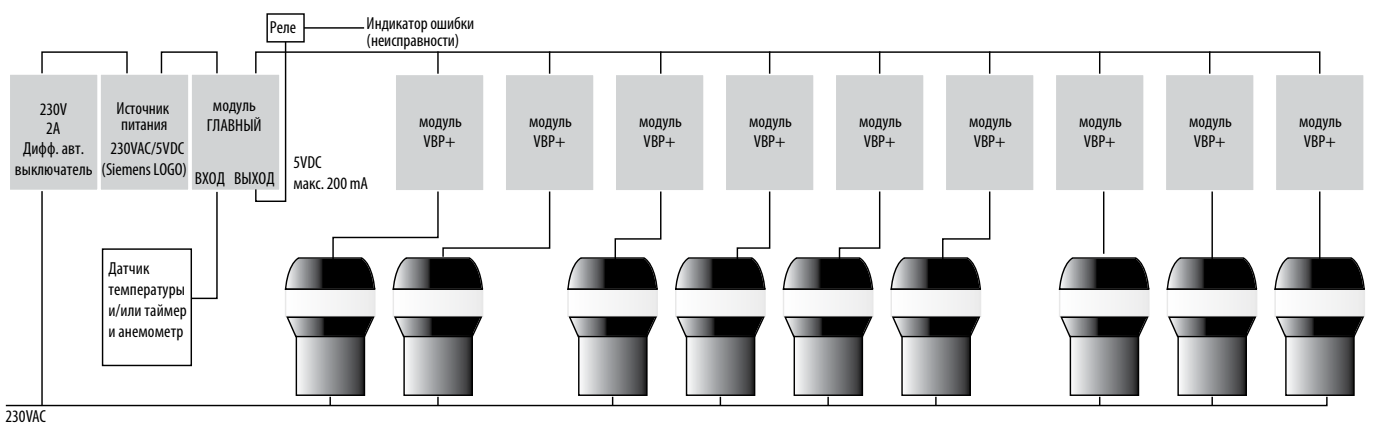 Реле
Индикатор ошибки
(неисправности)
230V
2A
Дифф. авт.
выключатель
Источник
питания
230VAC/5VDC
(Siemens LOGO)
модуль
ГЛАВНЫЙ
ВХОД ВЫХОД
5VDC
макс. 200 mA
модуль
VBP+
модуль
VBP+
модуль
VBP+
модуль
VBP+
модуль
VBP+
модуль
VBP+
модуль
VBP+
модуль
VBP+
модуль
VBP+
Датчик
температуры
и/или таймер
и анемометр
230VAC